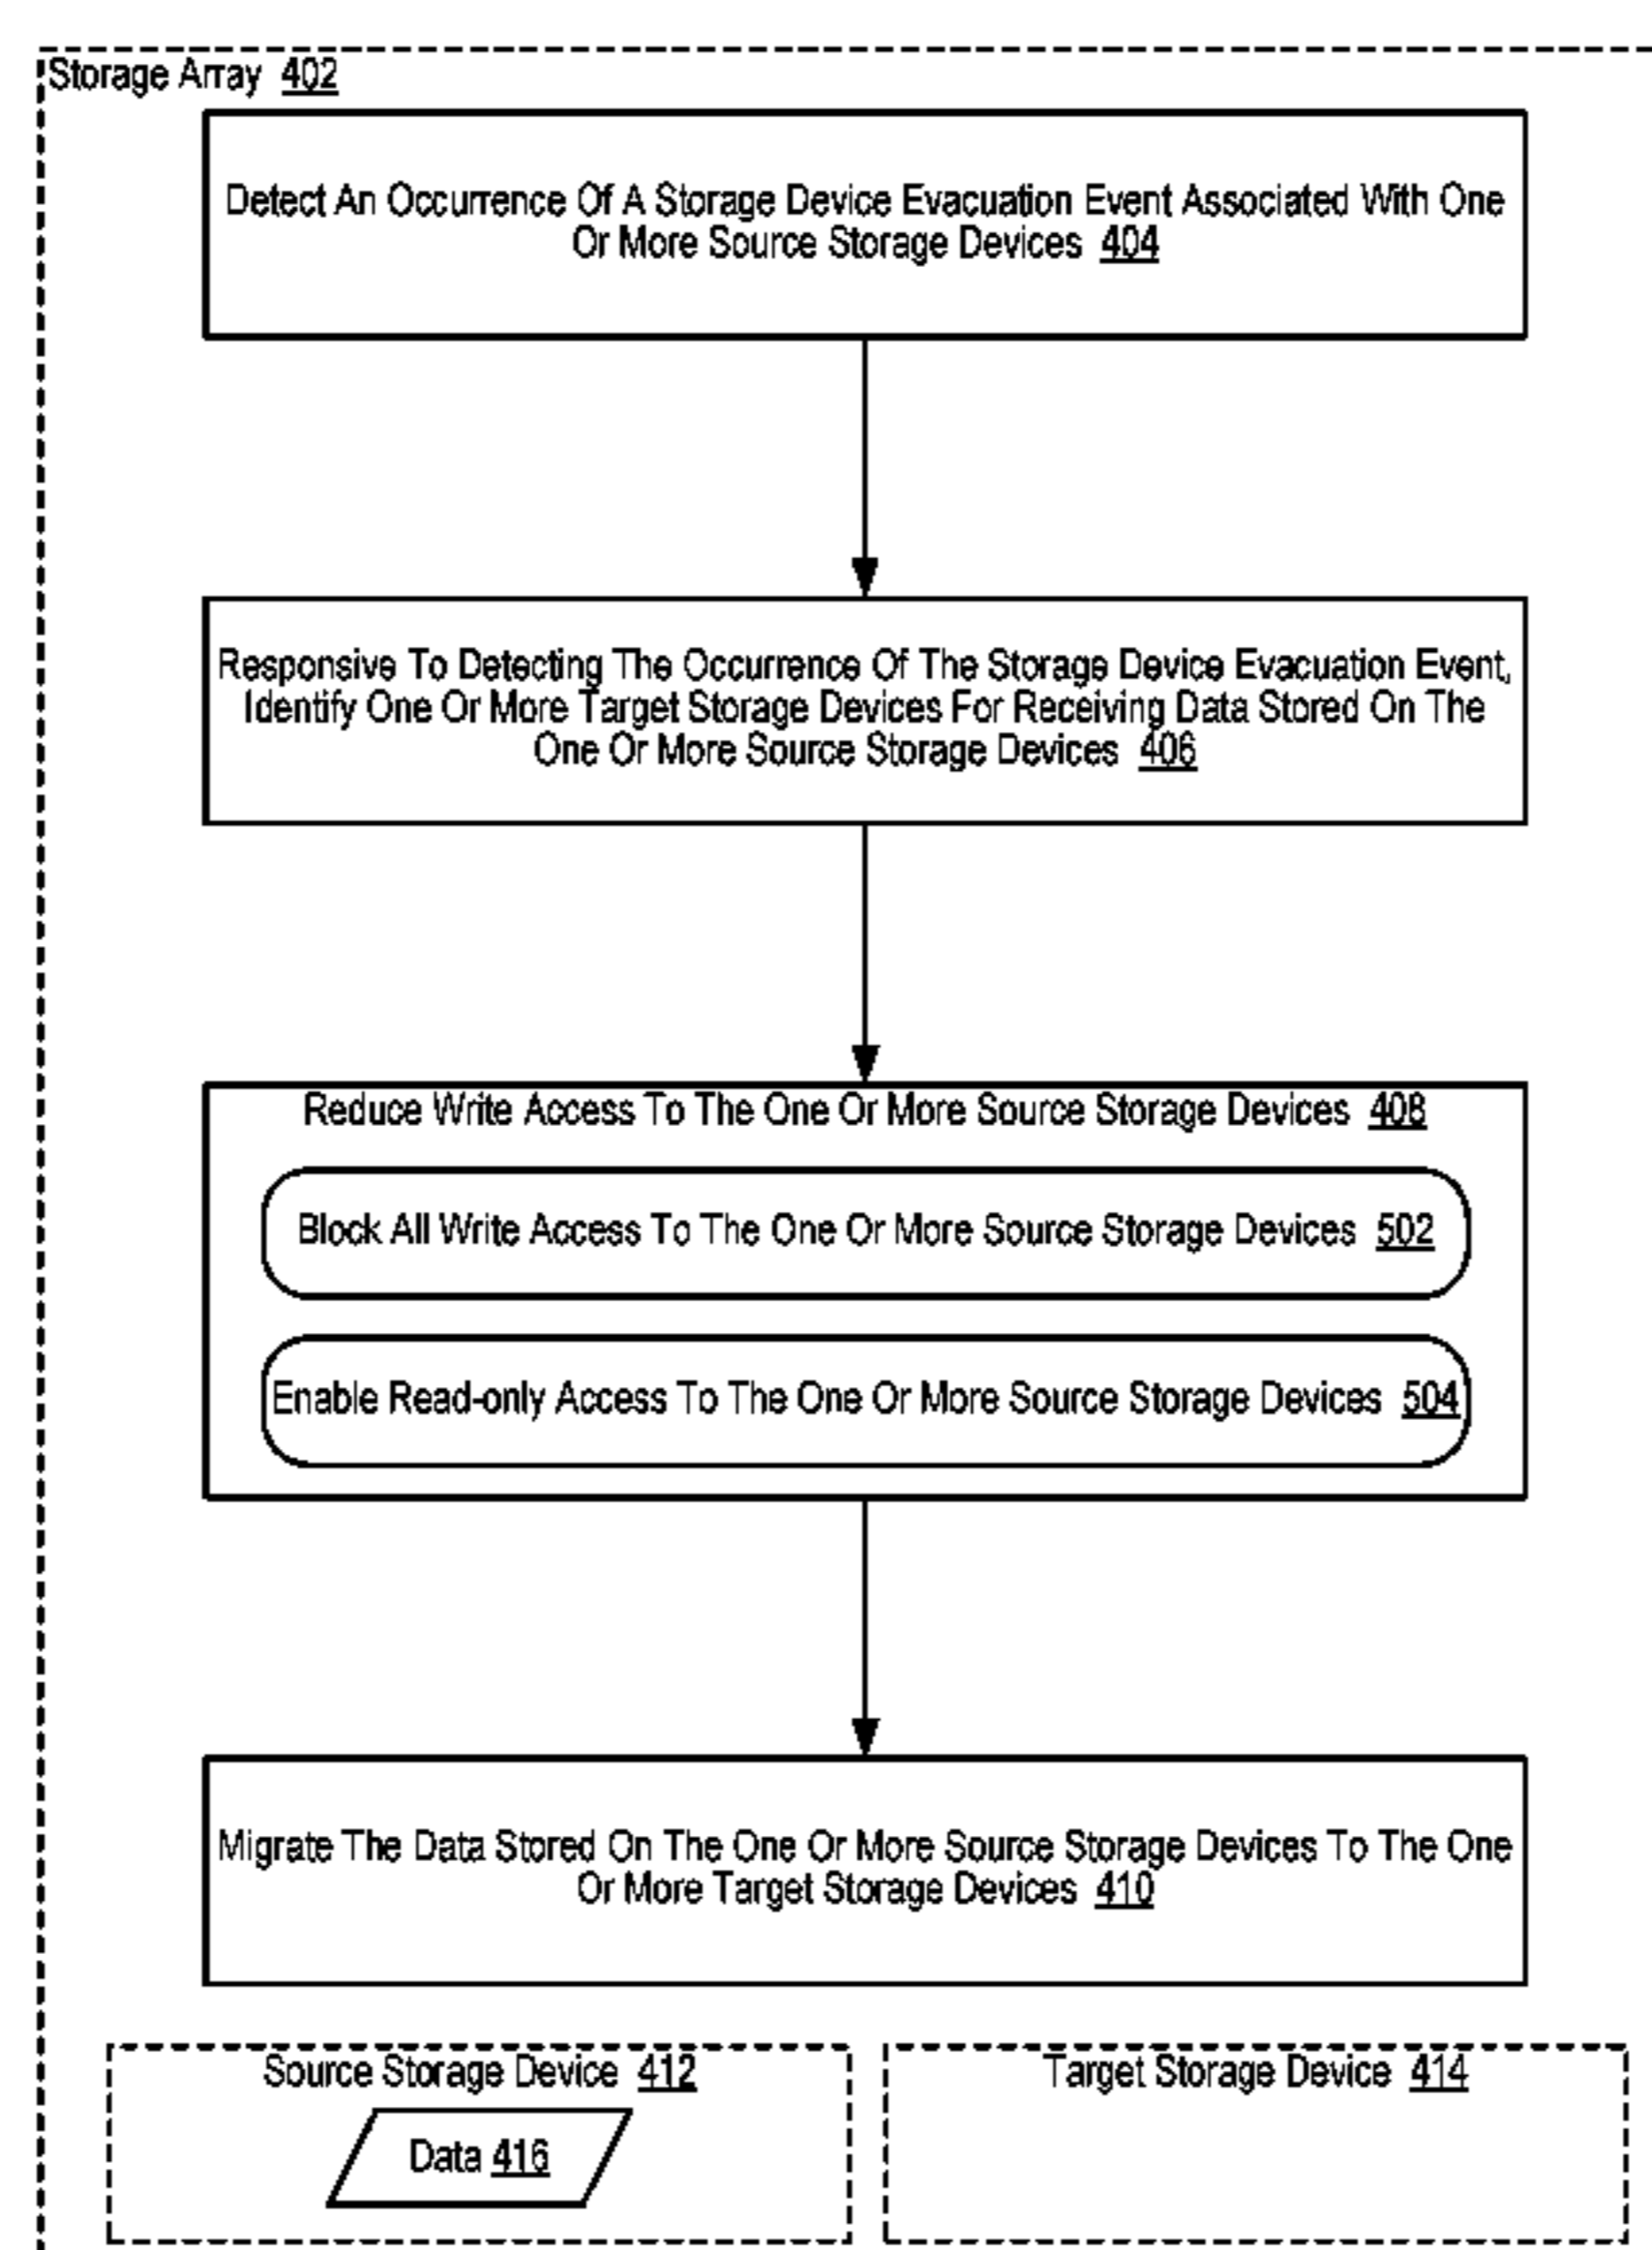 Storage Array 402
Detect An Occurrence Of A Storage Device Evacuation Event Associated With One
Or More Source Storage Devices 404
Responsive To Detecting The Occurrence Of The Storage Device Evacuation Event,
Identify One Or More Target Storage Devices For Receiving Data Stored On The
One Or More Source Storage Devices 406
Reduce Write Access To The One Or More Source Storage Devices 408
Block All Write Access To The One Or More Source Storage Devices 502
Enable Read-only Access To The One Or More Source Storage Devices 504
Migrate The Data Stored On The One Or More Source Storage Devices To The One
Or More Target Storage Devices 410
Source Storage Device 412
Target Storage Device 414
Data 416